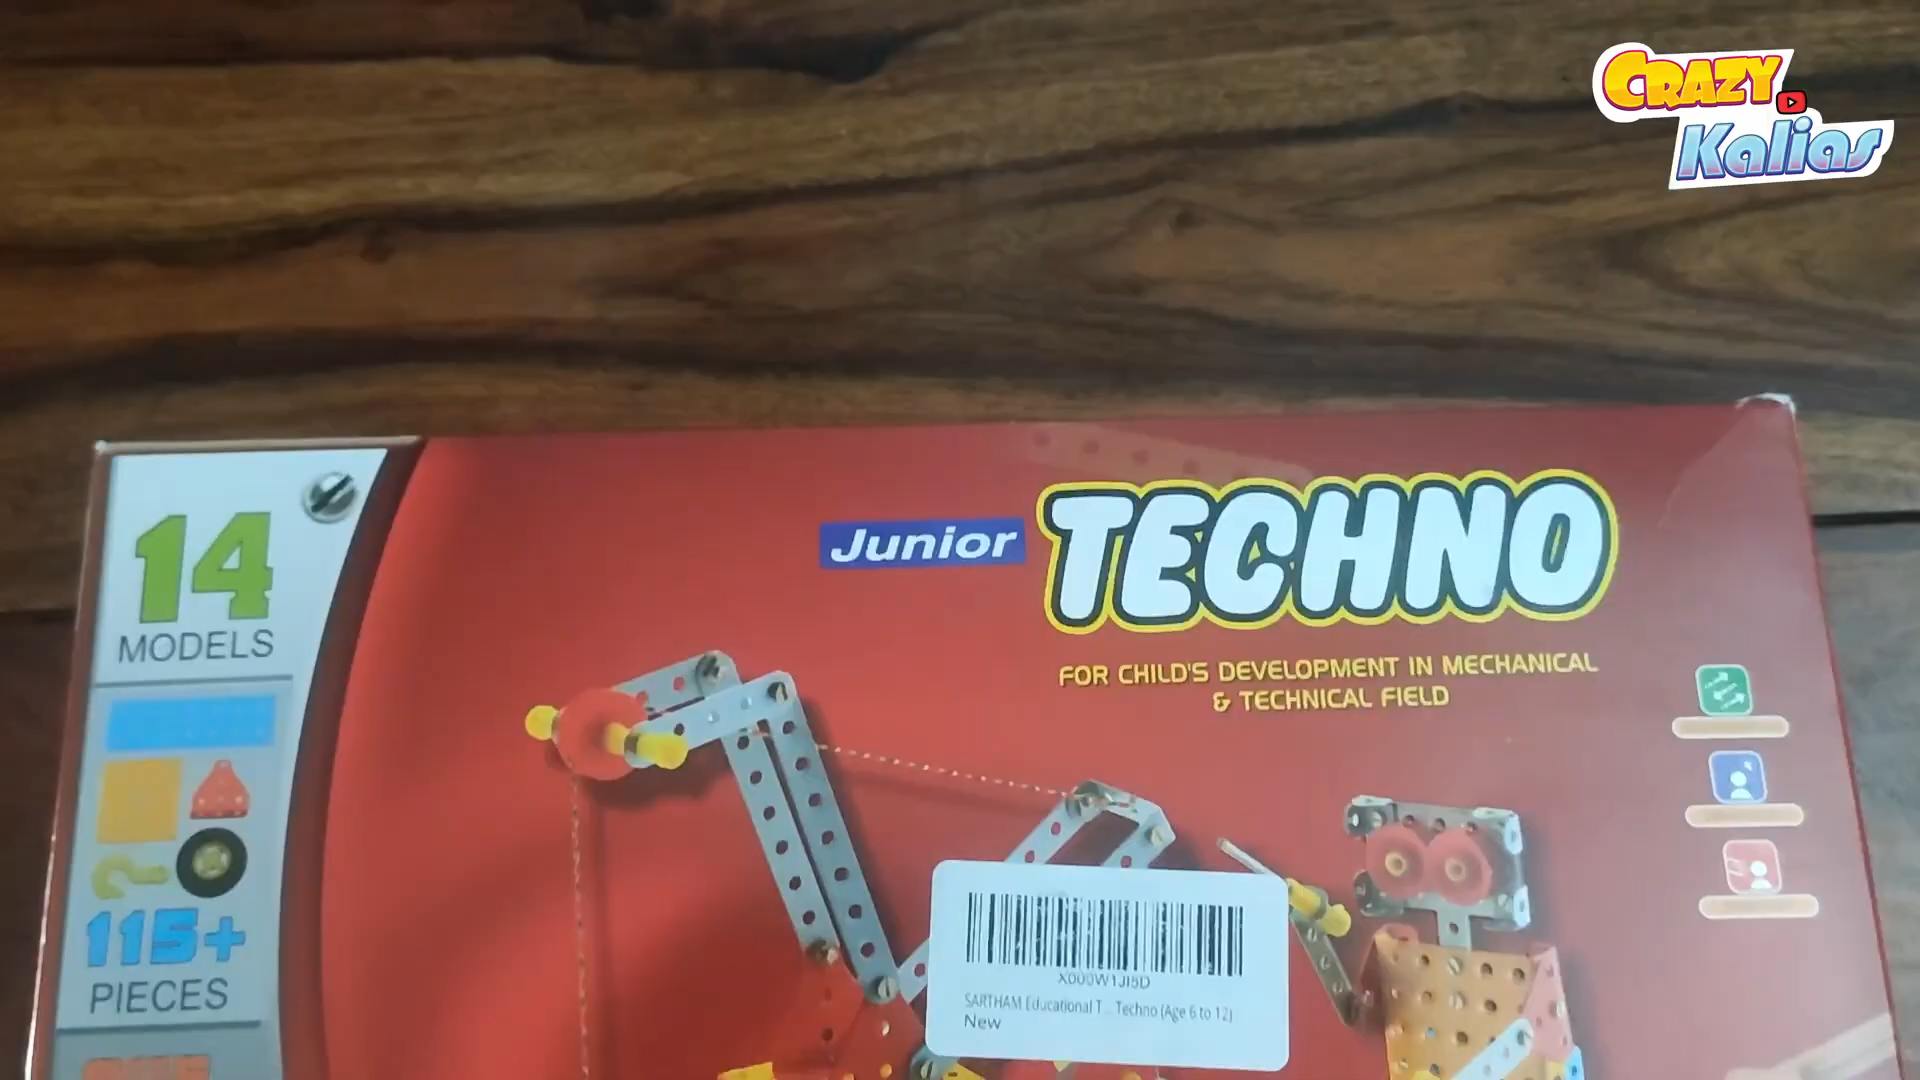 CRAZY
Kalias
14
MODELS
Junior TECHNO
FOR CHILD'S DEVELOPMENT IN MECHANICAL
& TECHNICAL FIELD
115+
PIECES
X000W1JI5D
SARTHAM Educational T... Techno (Age 6 to 12)
New